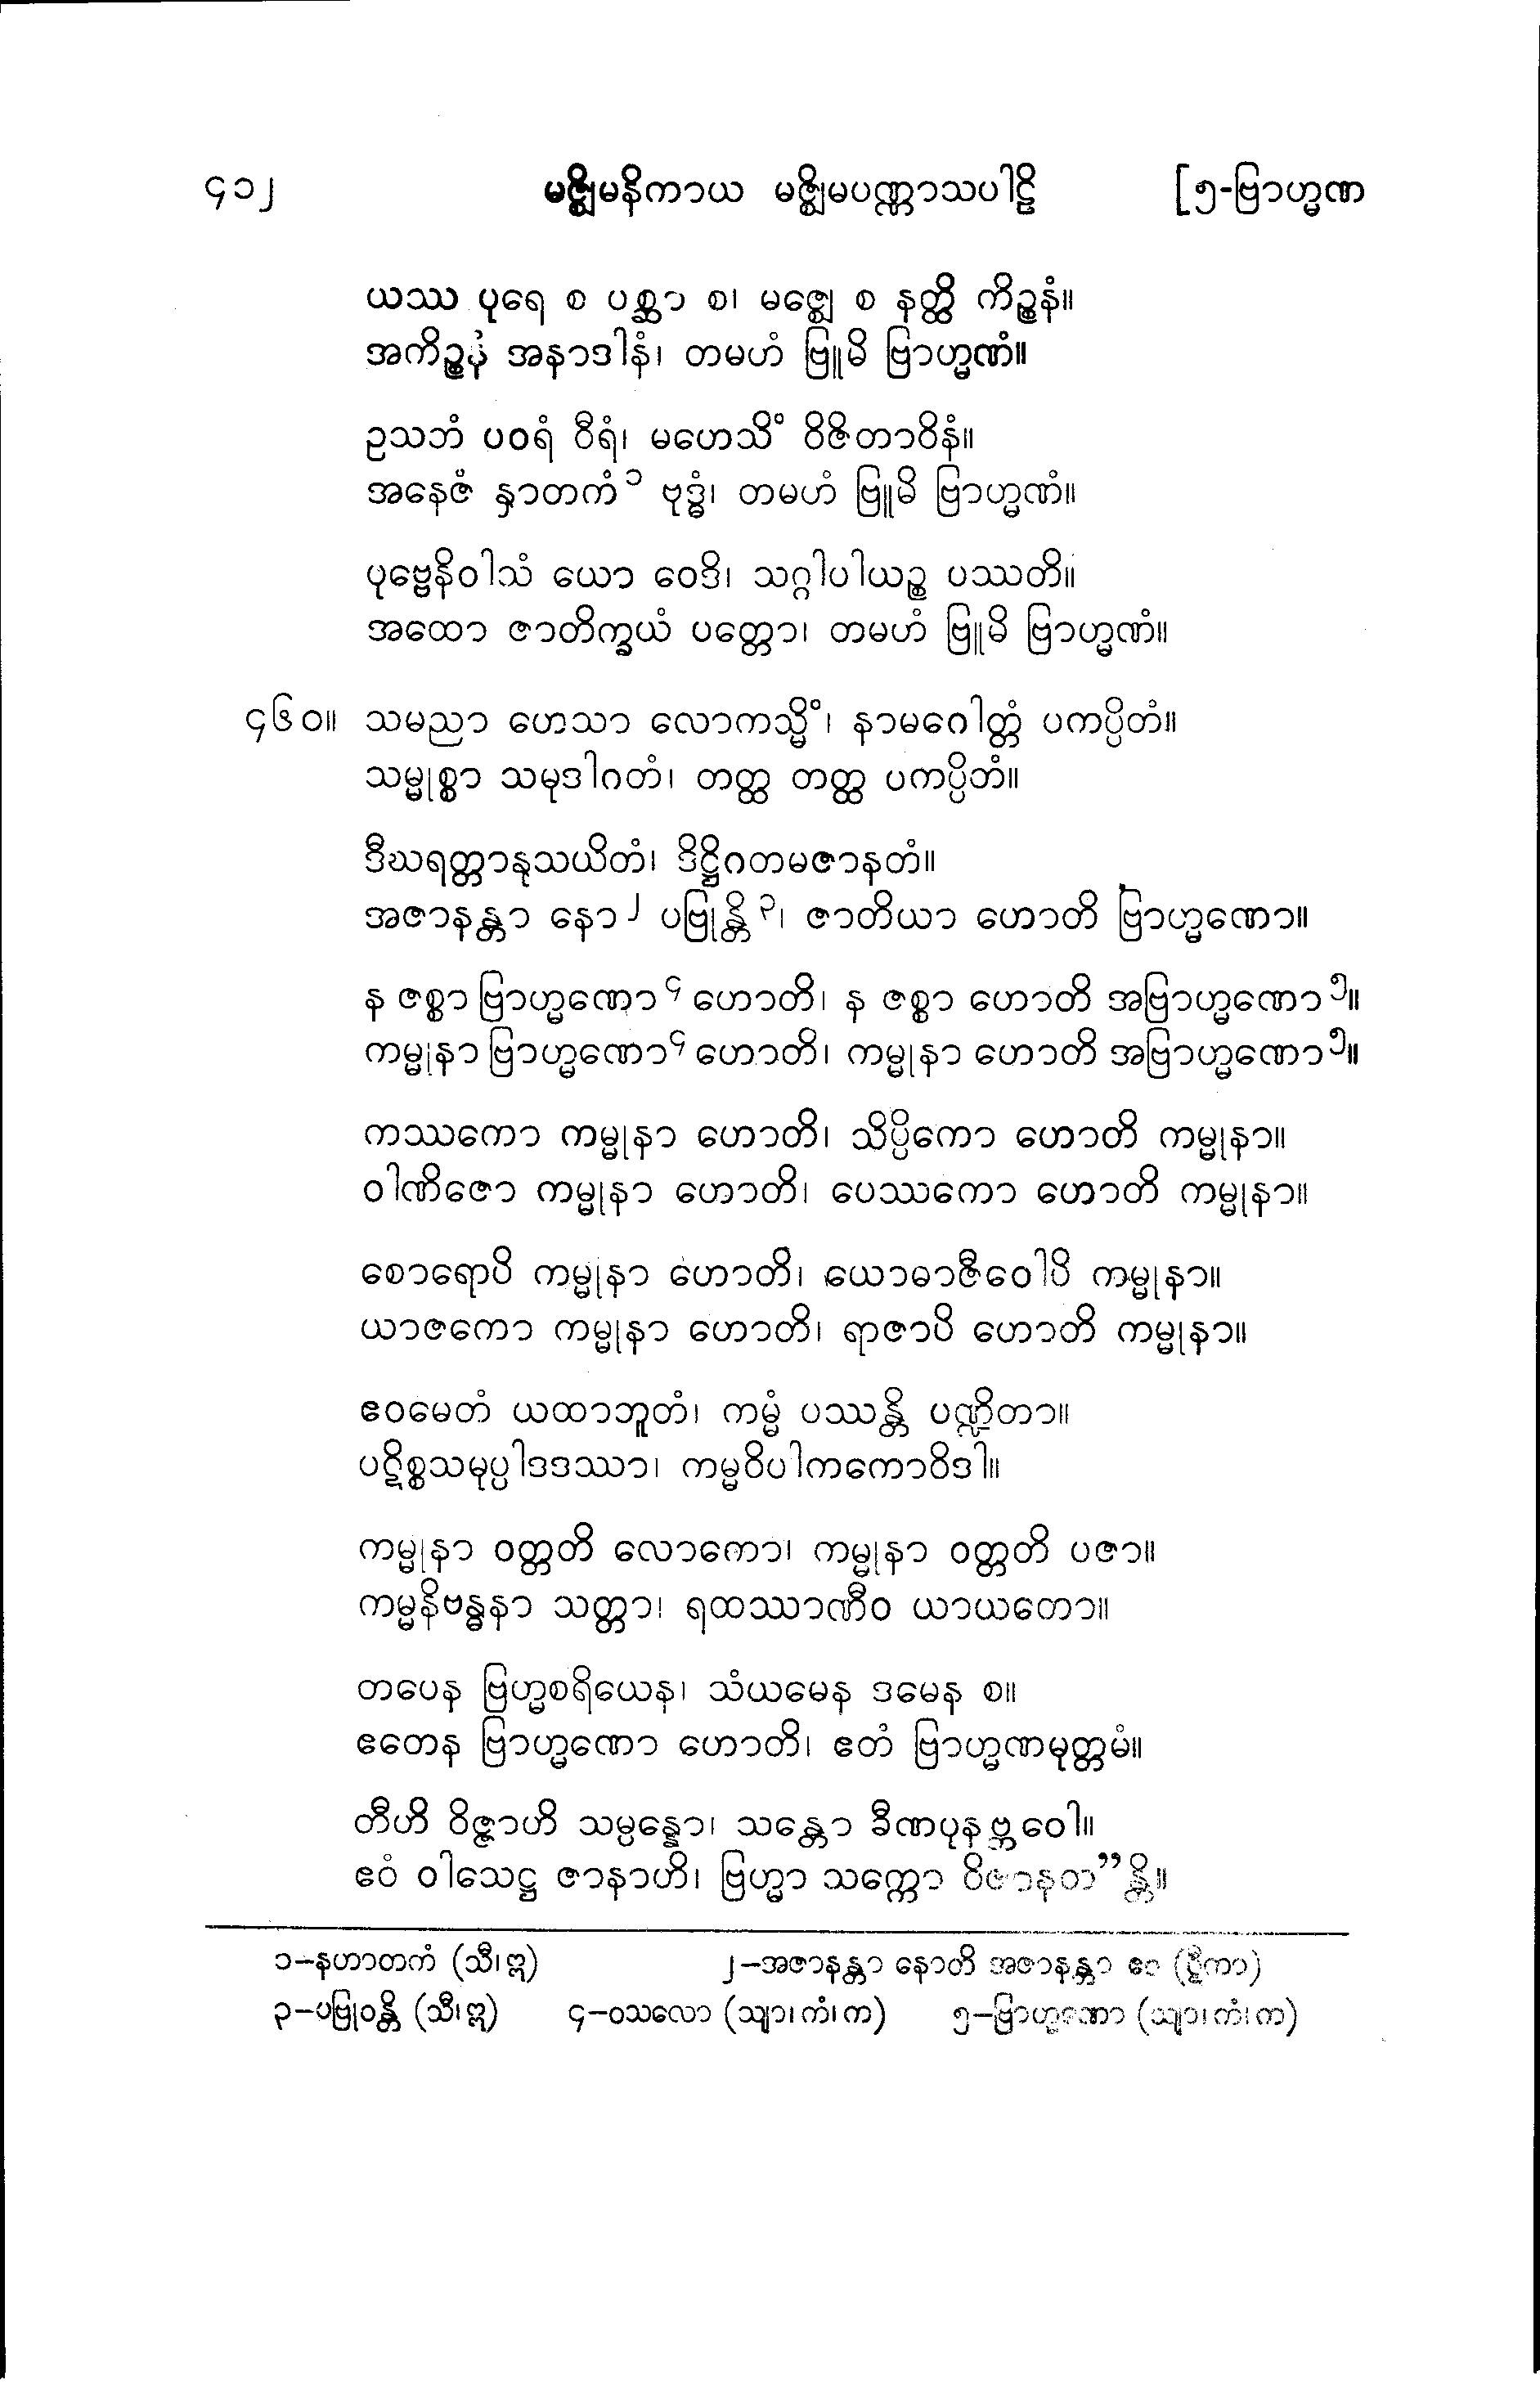 ၄၁၂ မဇ္ဈိမနိကာယ မဇ္ဈိမပဏ္ဏာသပါဠိ [၅-ဗြာဟ္မဏ
ယဿ ပုရေ စ ပစ္ဆာ စ၊ မဇ္ဈေ စ နတ္ထိ ကိဉ္စနံ။
အကိဉ္စနံ အနာဒါနံ၊ တမဟံ ဗြူမိ ဗြာဟ္မဏံ။
ဥသဘံ ပဝရံ ဝီရံ၊ မဟေသိံ ဝိဇိတာဝိနံ။
အနေဇံ နှာတကံ ၁ ဗုဒ္ဓံ၊ တမဟံ ဗြူမိ ဗြာဟ္မဏံ။
ပုဗ္ဗေနိဝါသံ ယော ဝေဒိ၊ သဂ္ဂါပါယဉ္စ ပဿတိ။
အထော ဇာတိက္ခယံ ပတ္တော၊ တမဟံ ဗြူမိ ဗြာဟ္မဏံ။
၄၆၀။ သမညာ ဟေသာ လောကသ္မိံ၊ နာမဂေါတ္တံ ပကပ္ပိတံ။
သမ္မုစ္စာ သမုဒါဂတံ၊ တတ္ထ တတ္ထ ပကပ္ပိတံ။
ဒီဃရတ္တာနုသယိတံ၊ ဒိဋ္ဌိဂတမဇာနတံ။
အဇာနန္တာ နော ၂ ပဗြုန္တိ ၃၊ ဇာတိယာ ဟောတိ ဗြာဟ္မဏော။
န ဇစ္စာ ဗြာဟ္မဏော ၄ ဟောတိ၊ န ဇစ္စာ ဟောတိ အဗြာဟ္မဏော ၅။
ကမ္မုနာ ဗြာဟ္မဏော ၄ ဟောတိ၊ ကမ္မုနာ ဟောတိ အဗြာဟ္မဏော ၅။
ကဿကော ကမ္မုနာ ဟောတိ၊ သိပ္ပိကော ဟောတိ ကမ္မုနာ။
ဝါဏိဇော ကမ္မုနာ ဟောတိ၊ ပေဿကော ဟောတိ ကမ္မုနာ။
စောရောပိ ကမ္မုနာ ဟောတိ၊ ယောဓာဇီဝေါပိ ကမ္မုနာ။
ယာဇကော ကမ္မုနာ ဟောတိ၊ ရာဇာပိ ဟောတိ ကမ္မုနာ။
ဧဝမေတံ ယထာဘူတံ၊ ကမ္မံ ပဿန္တိ ပဏ္ဍိတာ။
ပဋိစ္စသမုပ္ပါဒဒဿာ၊ ကမ္မဝိပါကကောဝိဒါ။
ကမ္မုနာ ဝတ္တတိ လောကော၊ ကမ္မုနာ ဝတ္တတိ ပဇာ။
ကမ္မနိဗန္ဓနာ သတ္တာ၊ ရထဿာဏီဝ ယာယတော။
တပေန ဗြဟ္မစရိယေန၊ သံယမေန ဒမေန စ။
ဧတေန ဗြာဟ္မဏော ဟောတိ၊ ဧတံ ဗြာဟ္မဏမုတ္တမံ။
တီဟိ ဝိဇ္ဇာဟိ သမ္ပန္နော၊ သန္တော ခီဏပုနဗ္ဘဝေါ။
ဧဝံ ဝါသေဋ္ဌ ဇာနာဟိ၊ ဗြဟ္မာ သက္ကော ဝိဇာနတ”န္တိ။
၁–နဟာတကံ (သီ၊ဣ) ၂–အဇာနန္တာ နောတိ အဇာနန္တာ ဧဝ (ဋီကာ)
၃–ပဗြုဝန္တိ (သီ၊ဣ) ၄–ဝသလော (သျာ၊ကံ၊က) ၅–ဗြာဟ္မဏော (သျာ၊ကံ၊က)